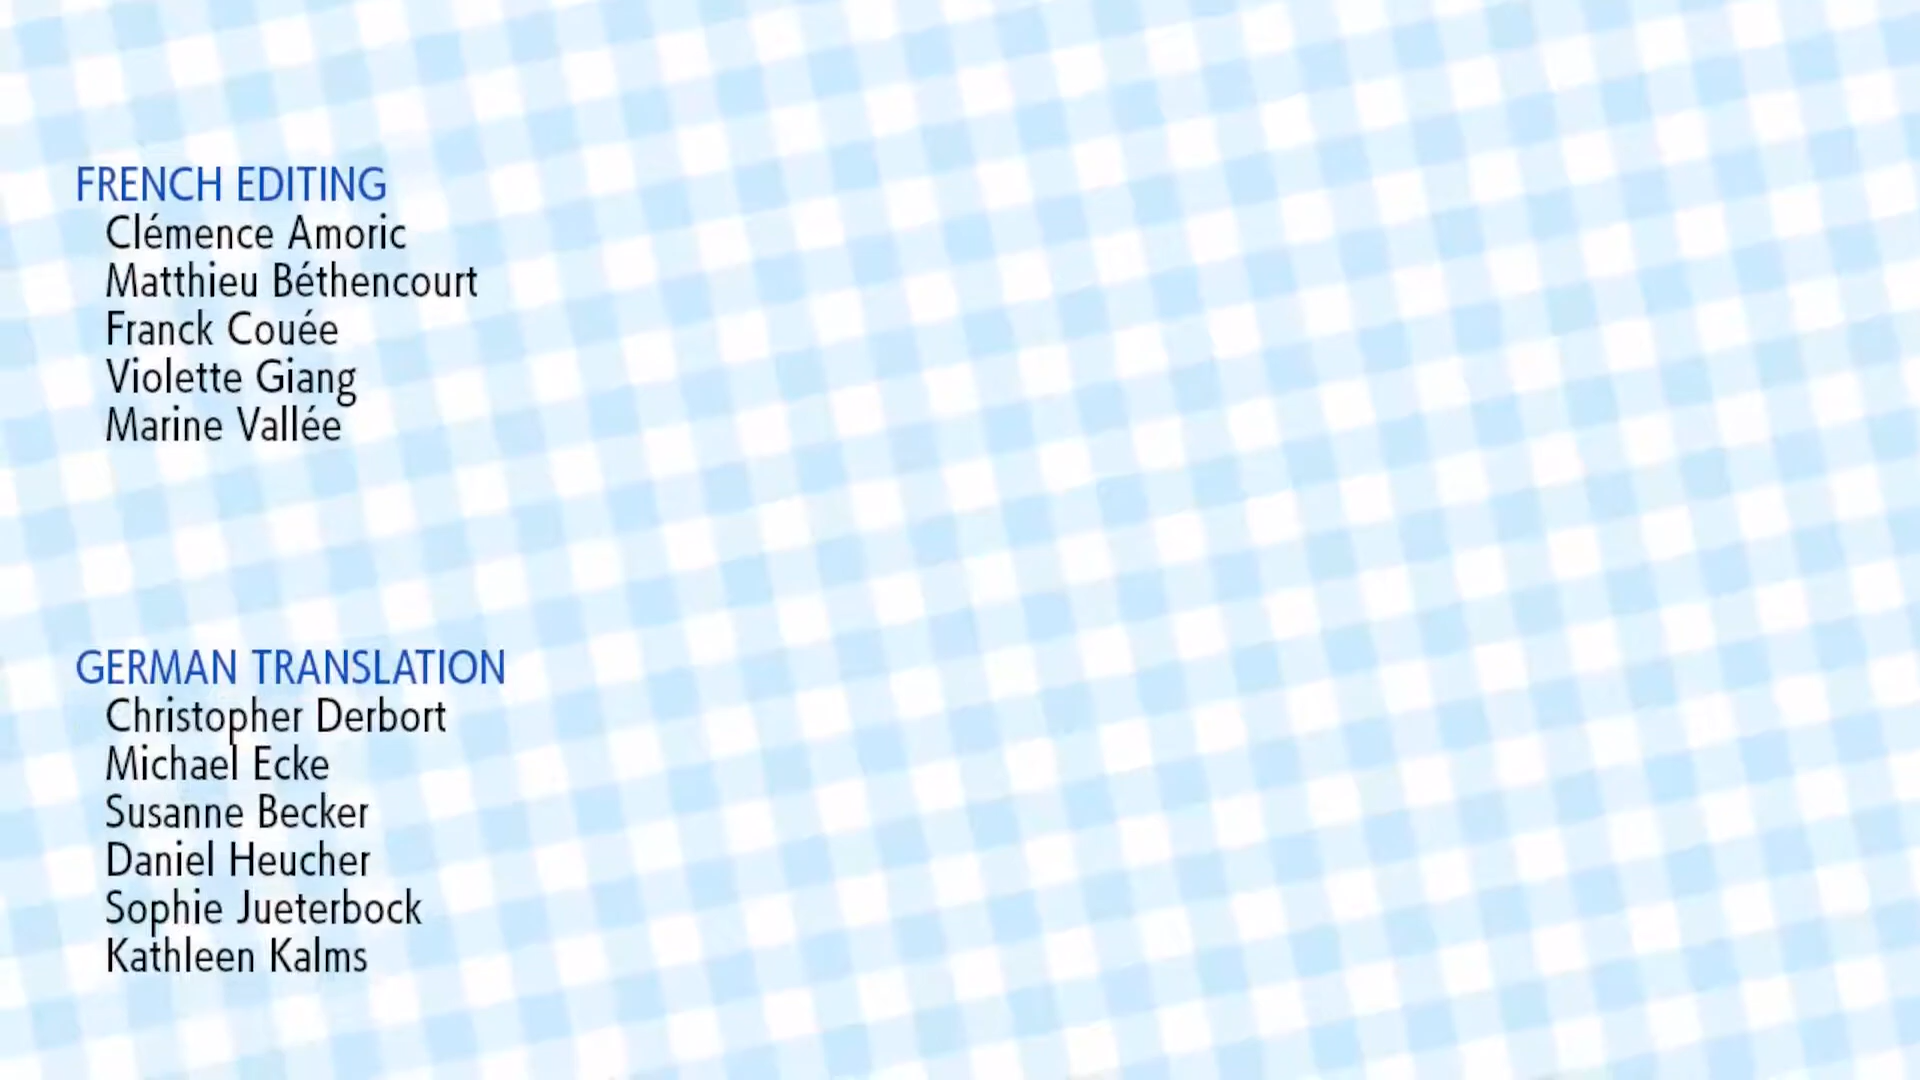 FRENCH EDITING
Clémence Amoric
Matthieu Béthencourt
Franck Couée
Violette Giang
Marine Vallée
GERMAN TRANSLATION
Christopher Derbort
Michael Ecke
Susanne Becker
Daniel Heucher
Sophie Jueterbock
Kathleen Kalms